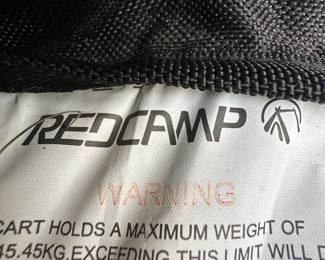 REDCAMP
WARNING
CART HOLDS A MAXIMUM WEIGHT OF
45.45KG.EXCEEDING THIS LIMIT WILL